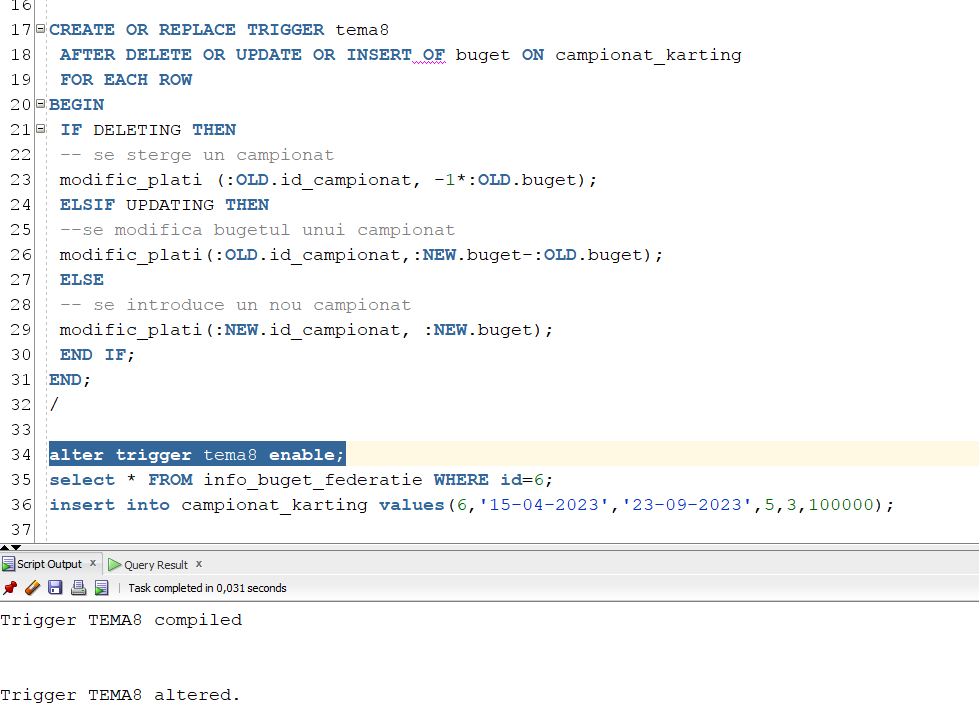 16
17 CREATE OR REPLACE TRIGGER tema8
18 AFTER DELETE OR UPDATE OR INSERT OF buget ON campionat_karting
19 FOR EACH ROW
20 BEGIN
21 IF DELETING THEN
22 -- se sterge un campionat
23 modific_plati (:OLD.id_campionat, -1*:OLD.buget);
24 ELSIF UPDATING THEN
25 --se modifica bugetul unui campionat
26 modific_plati(:OLD.id_campionat,:NEW.buget-:OLD.buget);
27 ELSE
28 -- se introduce un nou campionat
29 modific_plati(:NEW.id_campionat, :NEW.buget);
30 END IF;
31 END;
32 /
33
34 alter trigger tema8 enable;
35 select * FROM info_buget_federatie WHERE id=6;
36 insert into campionat_karting values(6,'15-04-2023','23-09-2023',5,3,100000);
37
Script Output x Query Result x
Task completed in 0,031 seconds
Trigger TEMA8 compiled
Trigger TEMA8 altered.